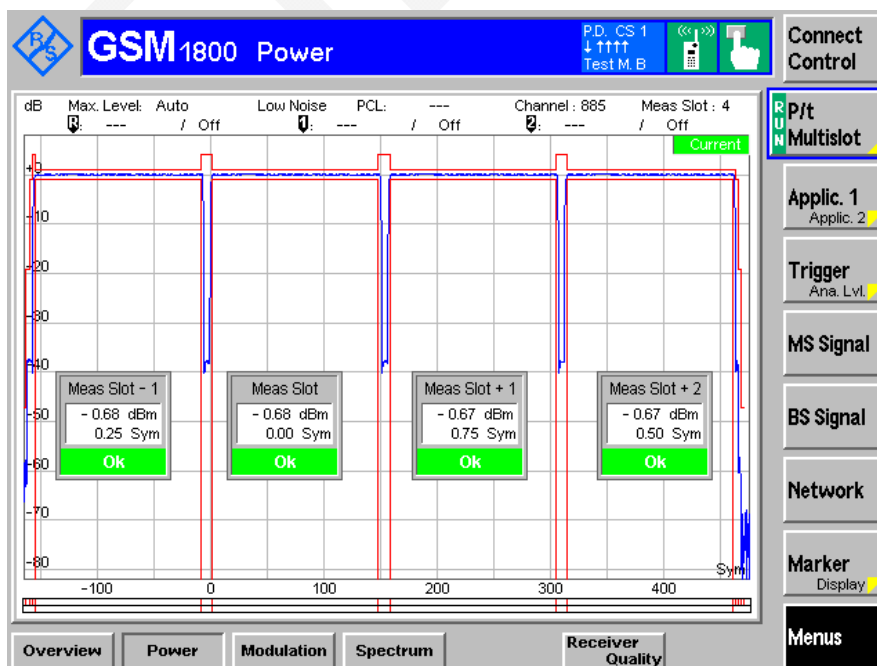 R/S
GSM 1800 Power
P.D. CS 1
↓ ↑↑↑↑
Test M. B
Connect
Control
dB Max. Level: Auto Low Noise PCL: --- Channel : 885 Meas Slot : 4
R: --- / Off 1: --- / Off 2: --- / Off
Current
RUN
P/t
Multislot
Applic. 1
Applic. 2
Trigger
Ana. Lvl.
MS Signal
BS Signal
Network
Marker
Display
Menus
+0
-10
-20
-30
-40
-50
-60
-70
-80
Meas Slot - 1
- 0.68 dBm
0.25 Sym
Ok
Meas Slot
- 0.68 dBm
0.00 Sym
Ok
Meas Slot + 1
- 0.67 dBm
0.75 Sym
Ok
Meas Slot + 2
- 0.67 dBm
0.50 Sym
Ok
Sym
-100 0 100 200 300 400
Overview Power Modulation Spectrum Receiver
Quality